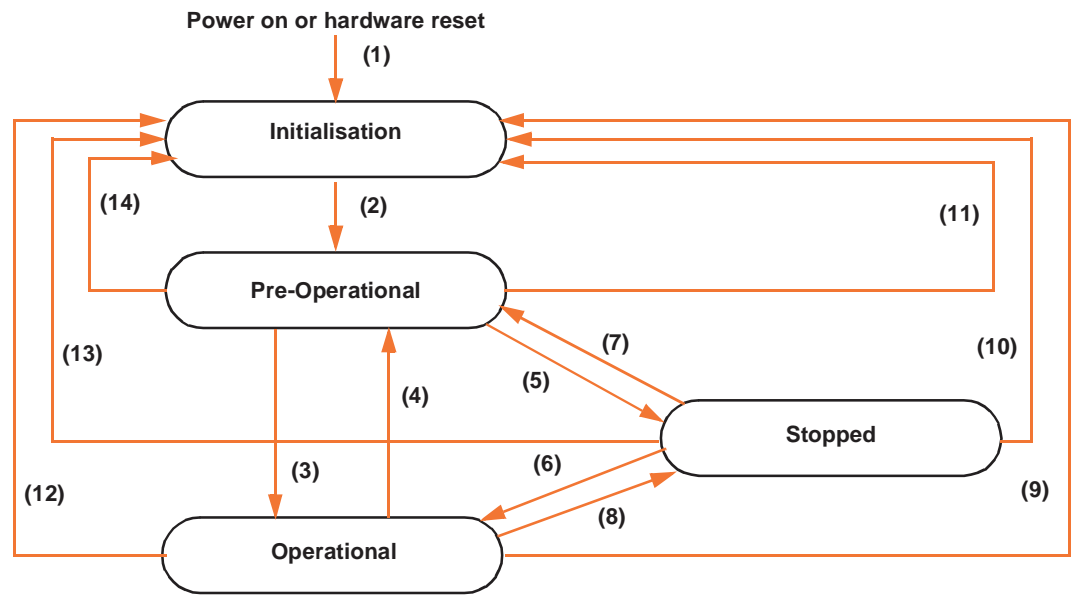 Power on or hardware reset
(1)
Initialisation
(14)
(2)
(11)
Pre-Operational
(13)
(7)
(10)
(5)
(4)
Stopped
(6)
(3)
(12)
(9)
(8)
Operational